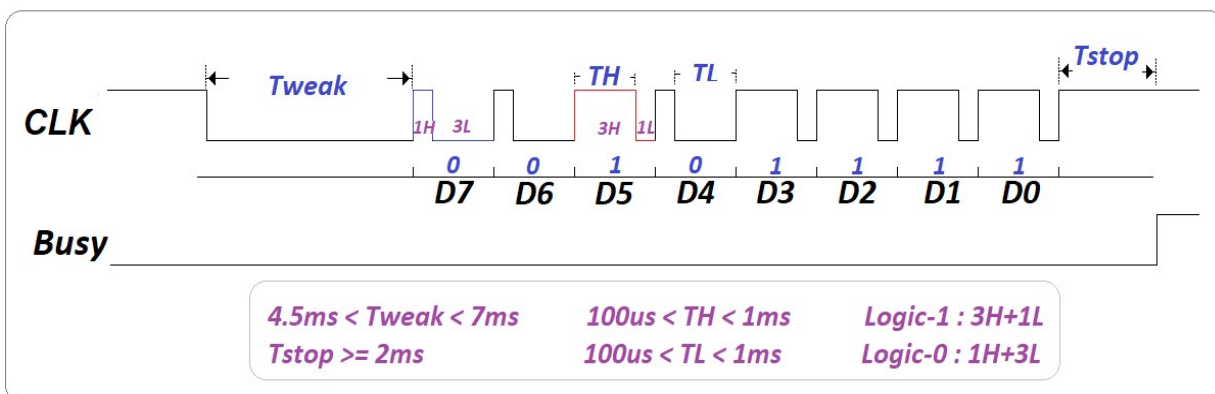 Tweak TH TL Tstop
CLK 1H 3L 3H 1L
0 0 1 0 1 1 1 1
D7 D6 D5 D4 D3 D2 D1 D0
Busy
4.5ms < Tweak < 7ms 100us < TH < 1ms Logic-1 : 3H+1L
Tstop >= 2ms 100us < TL < 1ms Logic-0 : 1H+3L